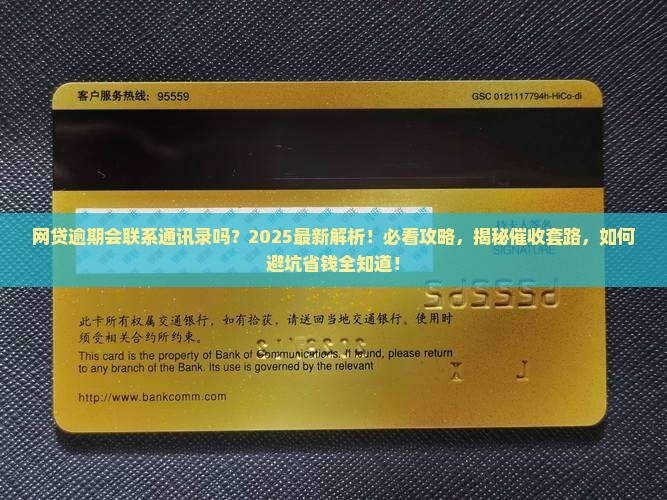 客户服务热线：95559
GSC 0121117794h-HiCo-di
网贷逾期会联系通讯录吗？2025最新解析！必看攻略，揭秘催收套路，如何
避坑省钱全知道！
SIGNATURE
此卡所有权属交通银行，如有拾获，请送回当地交通银行。使用时
须受相关合约所约束。
This card is the property of Bank of Communications. If found, please return
to any branch of the Bank. Its use is governed by the relevant
http://www.bankcomm.com